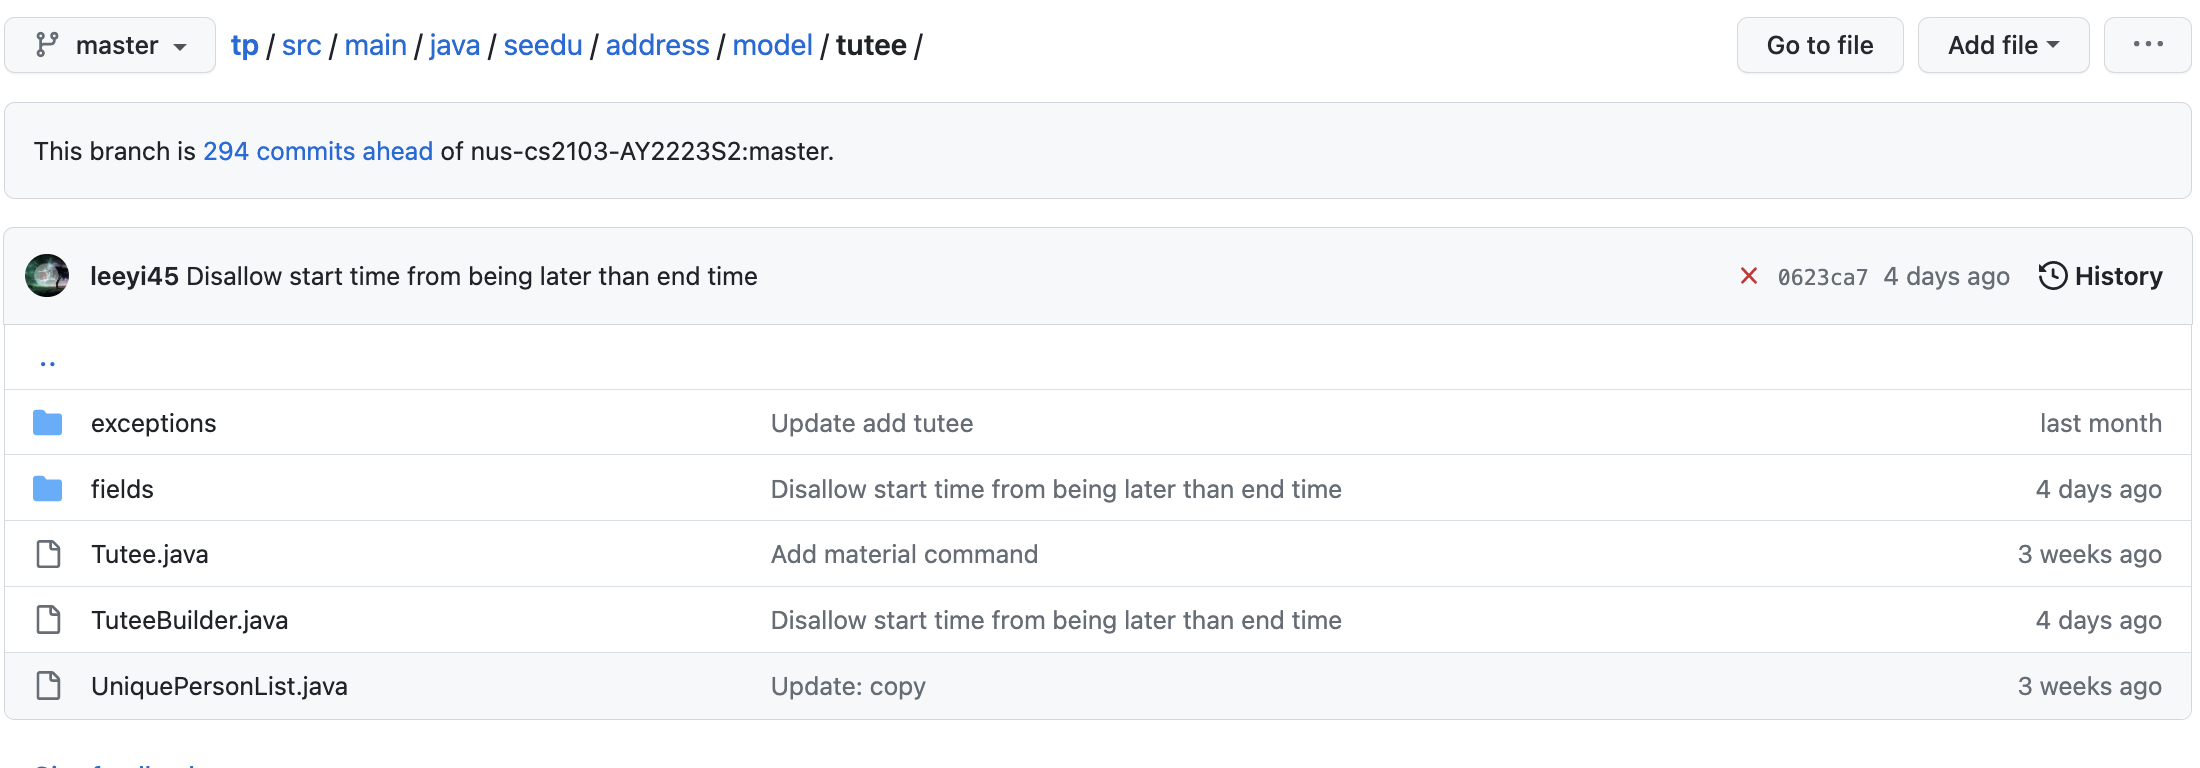 master tp / src / main / java / seedu / address / model / tutee / Go to file Add file ...
This branch is 294 commits ahead of nus-cs2103-AY2223S2:master.
leeyi45 Disallow start time from being later than end time 0623ca7 4 days ago History
..
exceptions Update add tutee last month
fields Disallow start time from being later than end time 4 days ago
Tutee.java Add material command 3 weeks ago
TuteeBuilder.java Disallow start time from being later than end time 4 days ago
UniquePersonList.java Update: copy 3 weeks ago